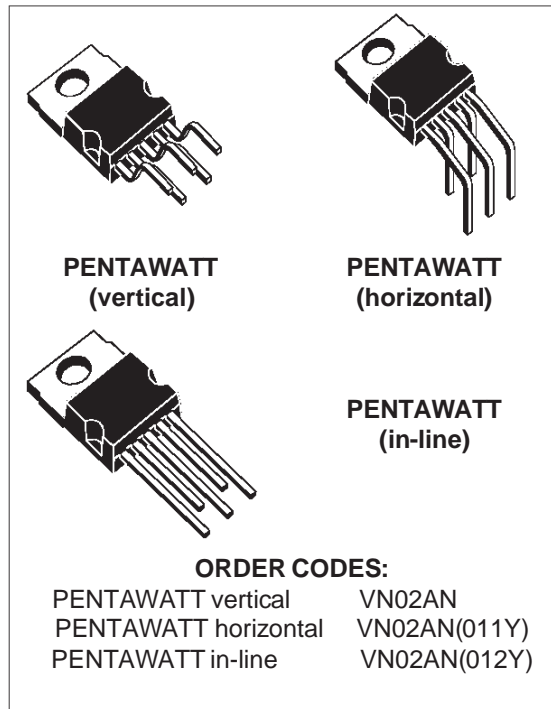 PENTAWATT
(vertical)
PENTAWATT
(horizontal)
PENTAWATT
(in-line)
ORDER CODES:
PENTAWATT vertical VN02AN
PENTAWATT horizontal VN02AN(011Y)
PENTAWATT in-line VN02AN(012Y)